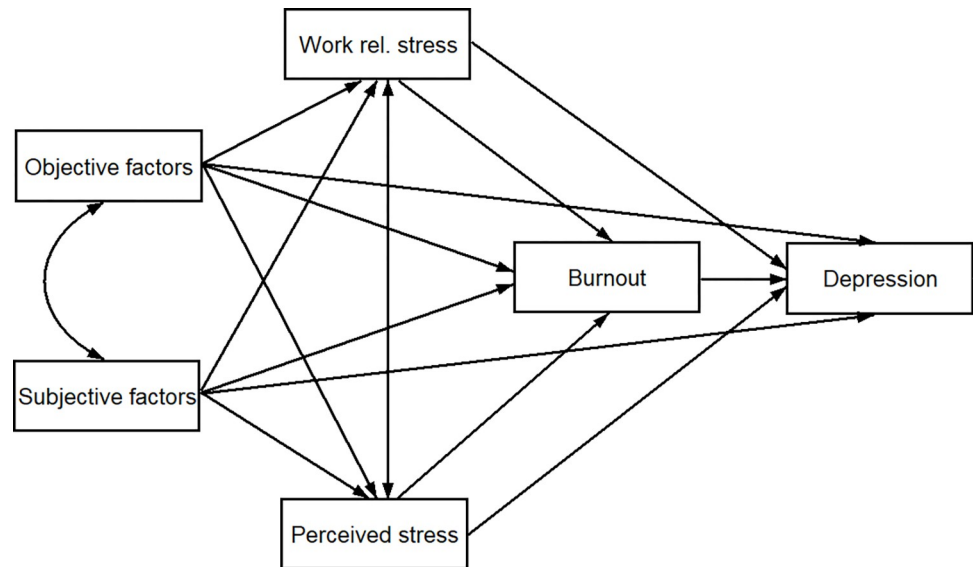 Work rel. stress
Objective factors
Burnout
Depression
Subjective factors
Perceived stress